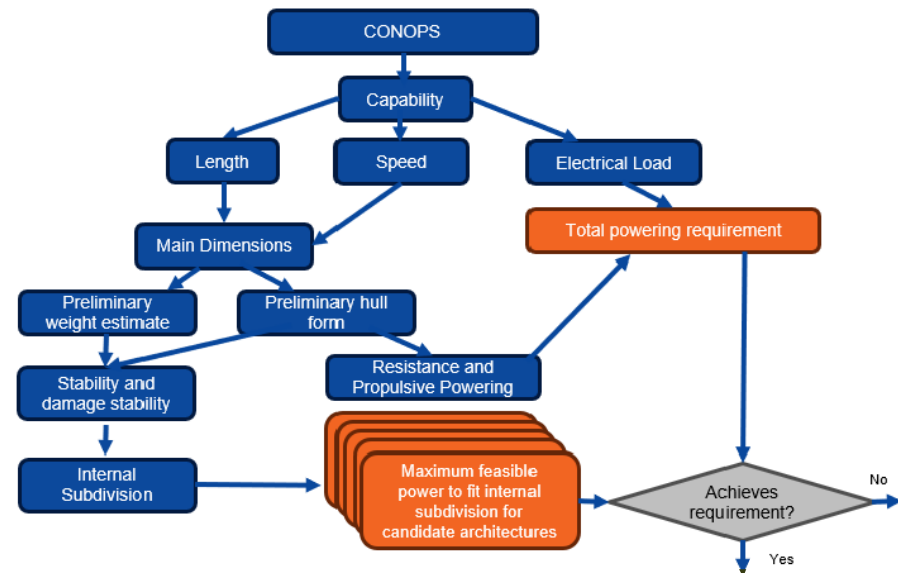 CONOPS
Capability
Length
Speed
Electrical Load
Total powering requirement
Main Dimensions
Preliminary
weight estimate
Preliminary hull
form
Resistance and
Propulsive Powering
Stability and
damage stability
Internal
Subdivision
Maximum feasible
power to fit internal
subdivision for
candidate architectures
Achieves
requirement?
No
Yes